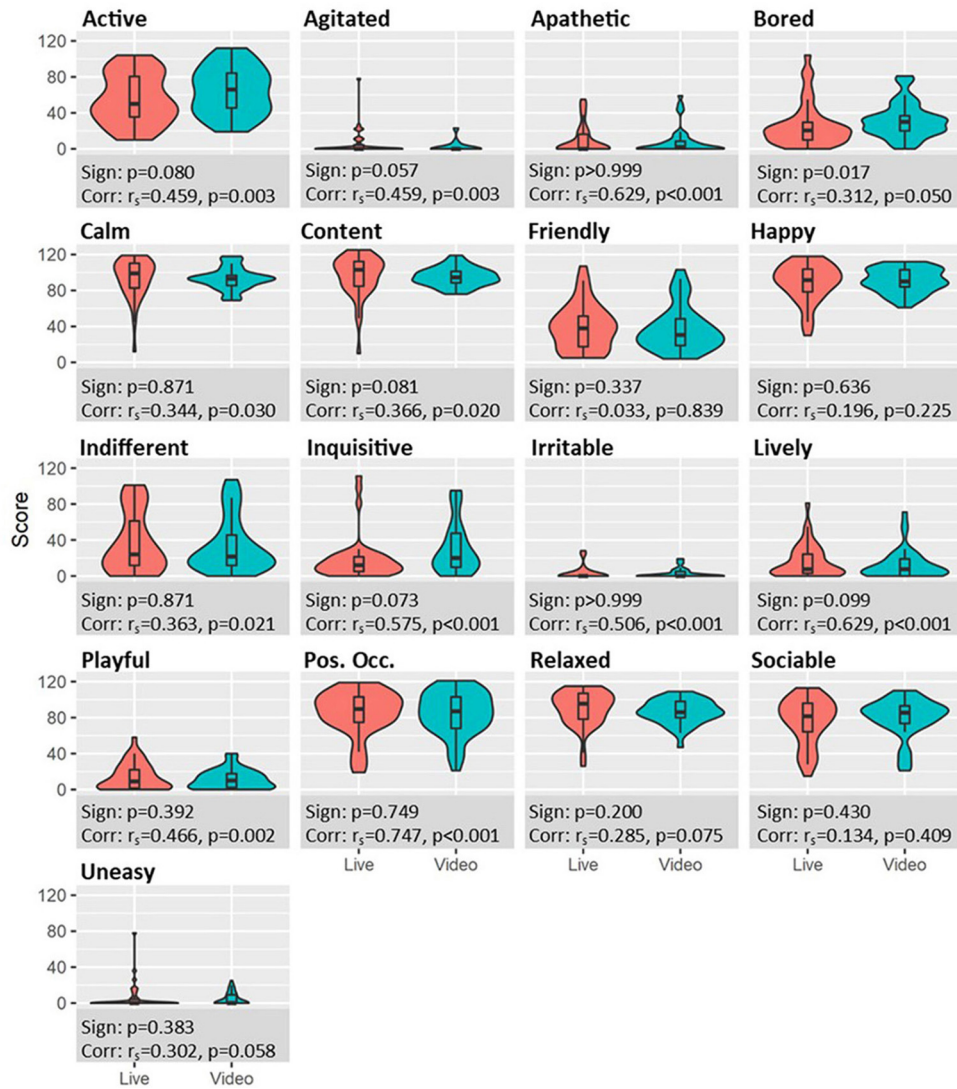 Active Agitated Apathetic Bored
120
80
40
0
Sign: p=0.080 Sign: p=0.057 Sign: p>0.999 Sign: p=0.017
Corr: rₛ=0.459, p=0.003 Corr: rₛ=0.459, p=0.003 Corr: rₛ=0.629, p<0.001 Corr: rₛ=0.312, p=0.050
Calm Content Friendly Happy
120
80
40
0
Sign: p=0.871 Sign: p=0.081 Sign: p=0.337 Sign: p=0.636
Corr: rₛ=0.344, p=0.030 Corr: rₛ=0.366, p=0.020 Corr: rₛ=0.033, p=0.839 Corr: rₛ=0.196, p=0.225
Score
Indifferent Inquisitive Irritable Lively
120
80
40
0
Sign: p=0.871 Sign: p=0.073 Sign: p>0.999 Sign: p=0.099
Corr: rₛ=0.363, p=0.021 Corr: rₛ=0.575, p<0.001 Corr: rₛ=0.506, p<0.001 Corr: rₛ=0.629, p<0.001
Playful Pos. Occ. Relaxed Sociable
120
80
40
0
Sign: p=0.392 Sign: p=0.749 Sign: p=0.200 Sign: p=0.430
Corr: rₛ=0.466, p=0.002 Corr: rₛ=0.747, p<0.001 Corr: rₛ=0.285, p=0.075 Corr: rₛ=0.134, p=0.409
Live Video Live Video Live Video
Uneasy
120
80
40
0
Sign: p=0.383
Corr: rₛ=0.302, p=0.058
Live Video